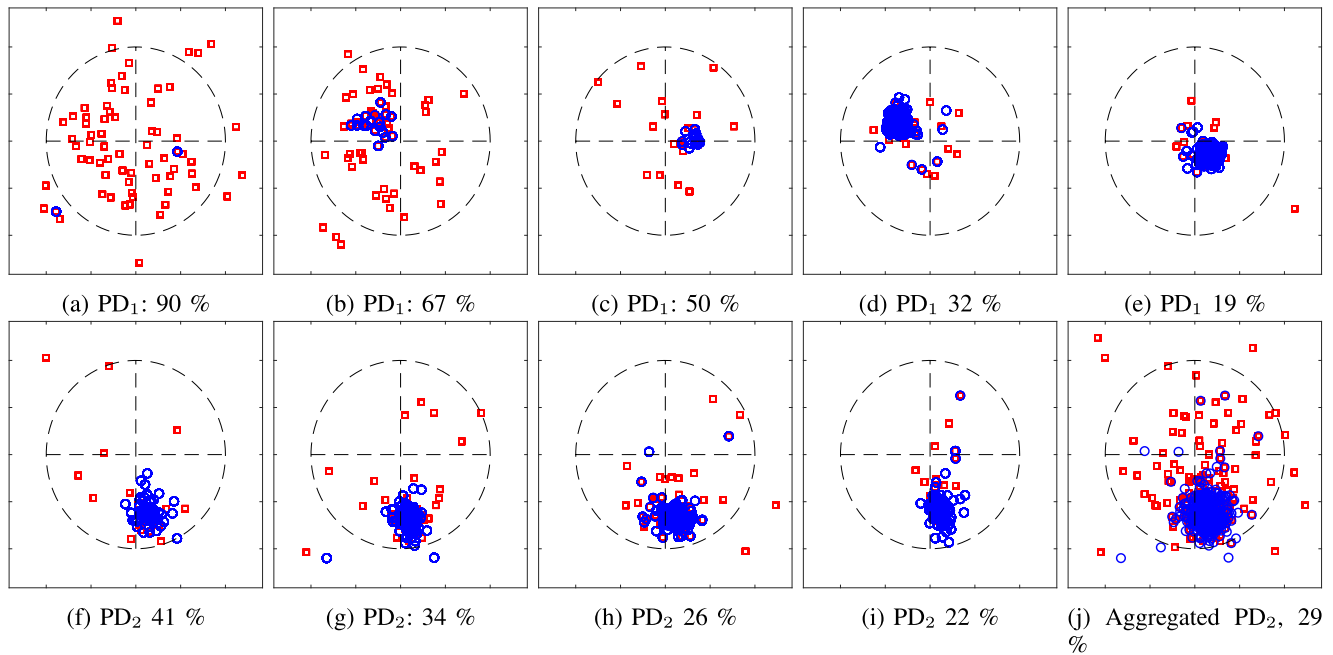 (a) PD₁: 90 %
(b) PD₁: 67 %
(c) PD₁: 50 %
(d) PD₁ 32 %
(e) PD₁ 19 %
(f) PD₂ 41 %
(g) PD₂: 34 %
(h) PD₂ 26 %
(i) PD₂ 22 %
(j) Aggregated PD₂, 29
%